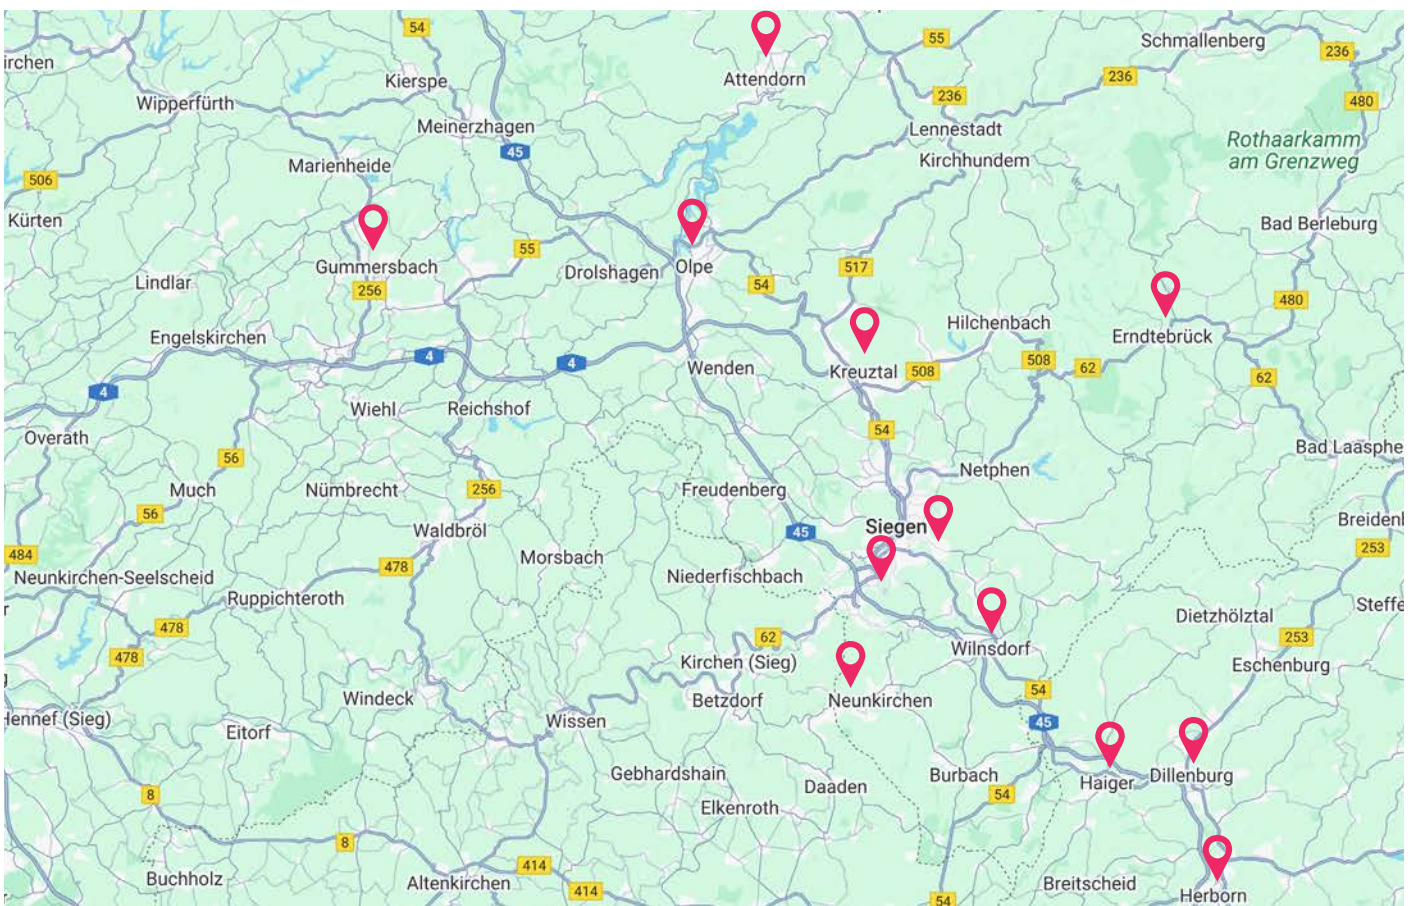 54
55
Schmallenberg
236
irchen
Kierspe
Attendorn
236
Wipperfürth
236
480
Meinerzhagen
Lennestadt
Rothaarkamm
am Grenzweg
45
Marienheide
Kirchhundem
506
Kürten
Bad Berleburg
55
Gummersbach
Drolshagen
Olpe
517
Lindlar
256
54
480
Engelskirchen
Hilchenbach
Erndtebrück
4
4
Wenden
Kreuztal
508
508
62
62
4
Wiehl
Reichshof
Overath
54
56
Bad Laasphe
Netphen
Much
Nümbrecht
256
Freudenberg
56
Waldbröl
45
Siegen
Breidenb
484
Morsbach
253
Neunkirchen-Seelscheid
478
Niederfischbach
Ruppichteroth
Steffe
r
478
Dietzhölztal
62
253
478
Wilnsdorf
Kirchen (Sieg)
Eschenburg
Windeck
Betzdorf
Neunkirchen
54
Hennef (Sieg)
Wissen
45
Eitorf
Gebhardshain
Daaden
Burbach
Haiger
Dillenburg
8
54
Elkenroth
8
414
Buchholz
Altenkirchen
414
Breitscheid
Herborn
54
r